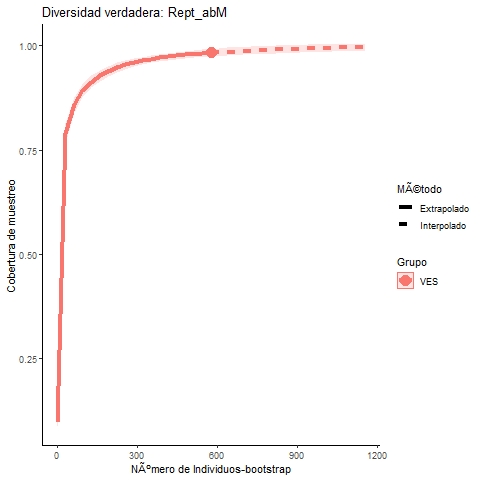 Diversidad verdadera: Rept_abM
1.00
0.75
0.50
0.25
Cobertura de muestreo
0
300
600
900
1200
NÃºmero de Individuos-bootstrap
MÃ©todo
Extrapolado
Interpolado
Grupo
VES